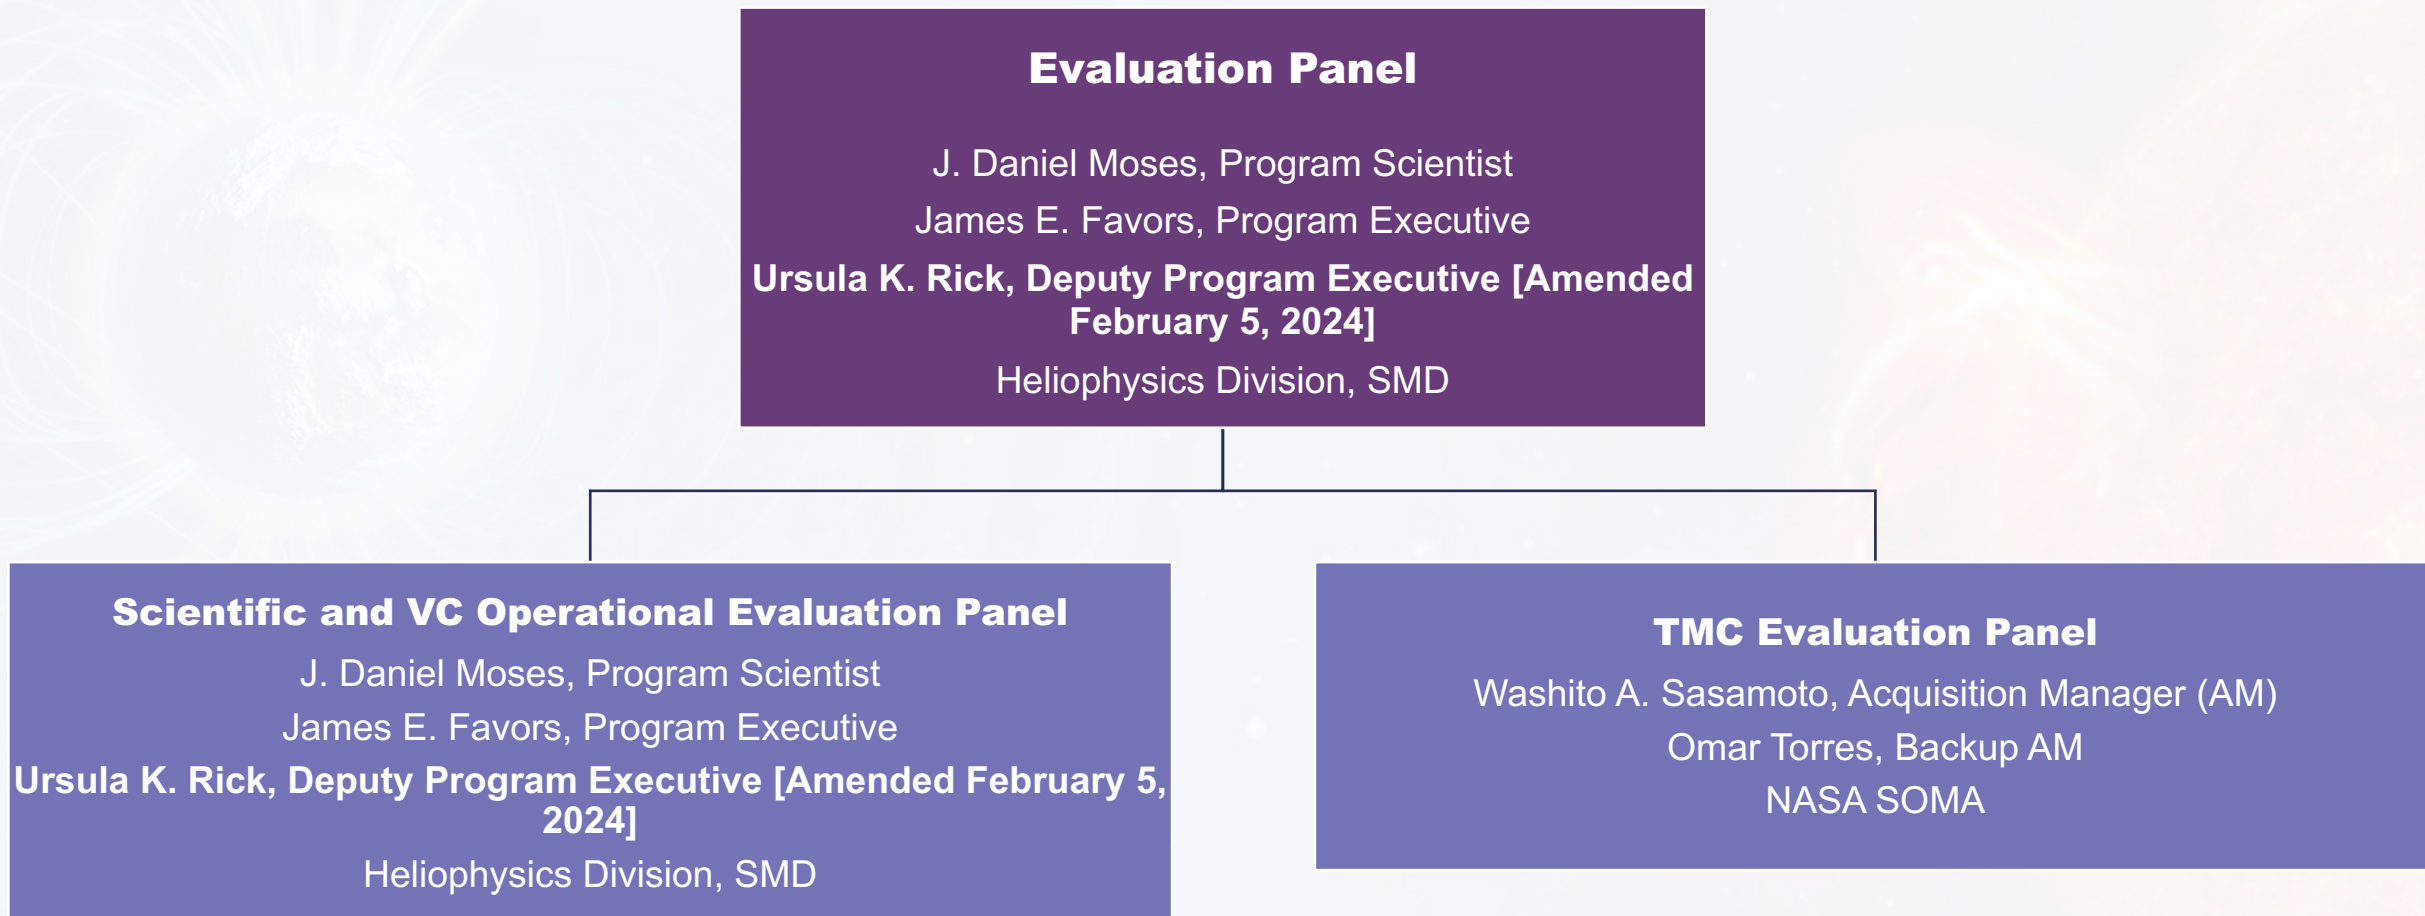 Evaluation Panel
J. Daniel Moses, Program Scientist
James E. Favors, Program Executive
Ursula K. Rick, Deputy Program Executive [Amended
February 5, 2024]
Heliophysics Division, SMD
Scientific and VC Operational Evaluation Panel
J. Daniel Moses, Program Scientist
James E. Favors, Program Executive
Ursula K. Rick, Deputy Program Executive [Amended February 5,
2024]
Heliophysics Division, SMD
TMC Evaluation Panel
Washito A. Sasamoto, Acquisition Manager (AM)
Omar Torres, Backup AM
NASA SOMA